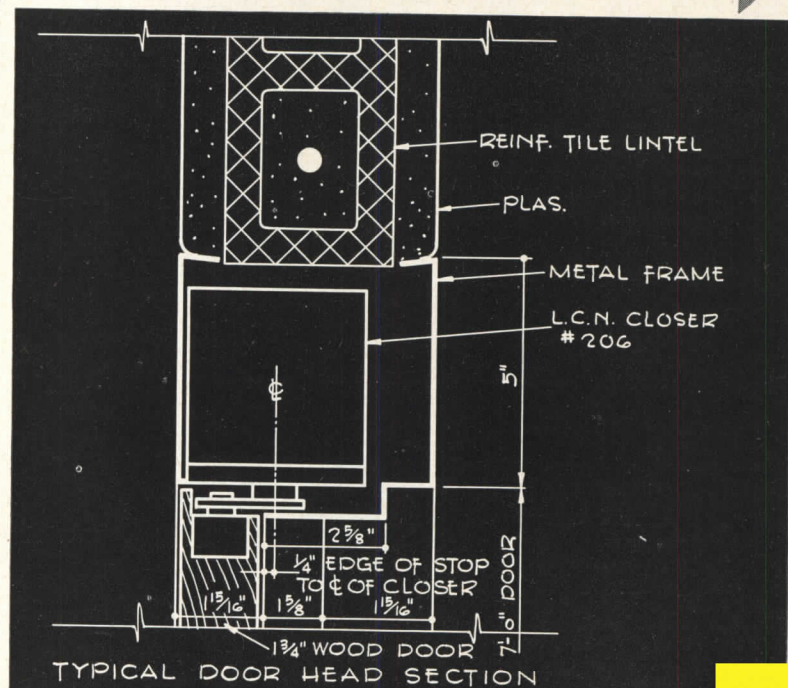 REINF. TILE LINTEL
PLAS.
METAL FRAME
L.C.N. CLOSER
#206
℄
5"
2 5/8"
1/4" EDGE OF STOP
TO ℄ OF CLOSER
1 15/16" 1 5/8" 1 15/16"
7'-0" DOOR
1 3/4" WOOD DOOR
TYPICAL DOOR HEAD SECTION